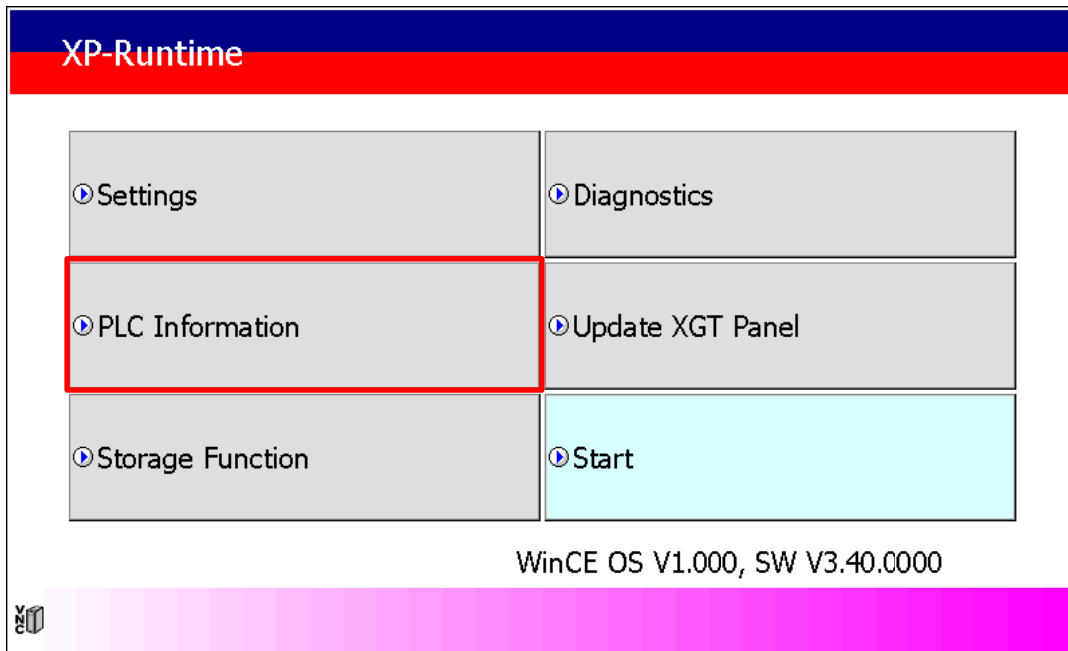 XP-Runtime
Settings
Diagnostics
PLC Information
Update XGT Panel
Storage Function
Start
WinCE OS V1.000, SW V3.40.0000
VNC